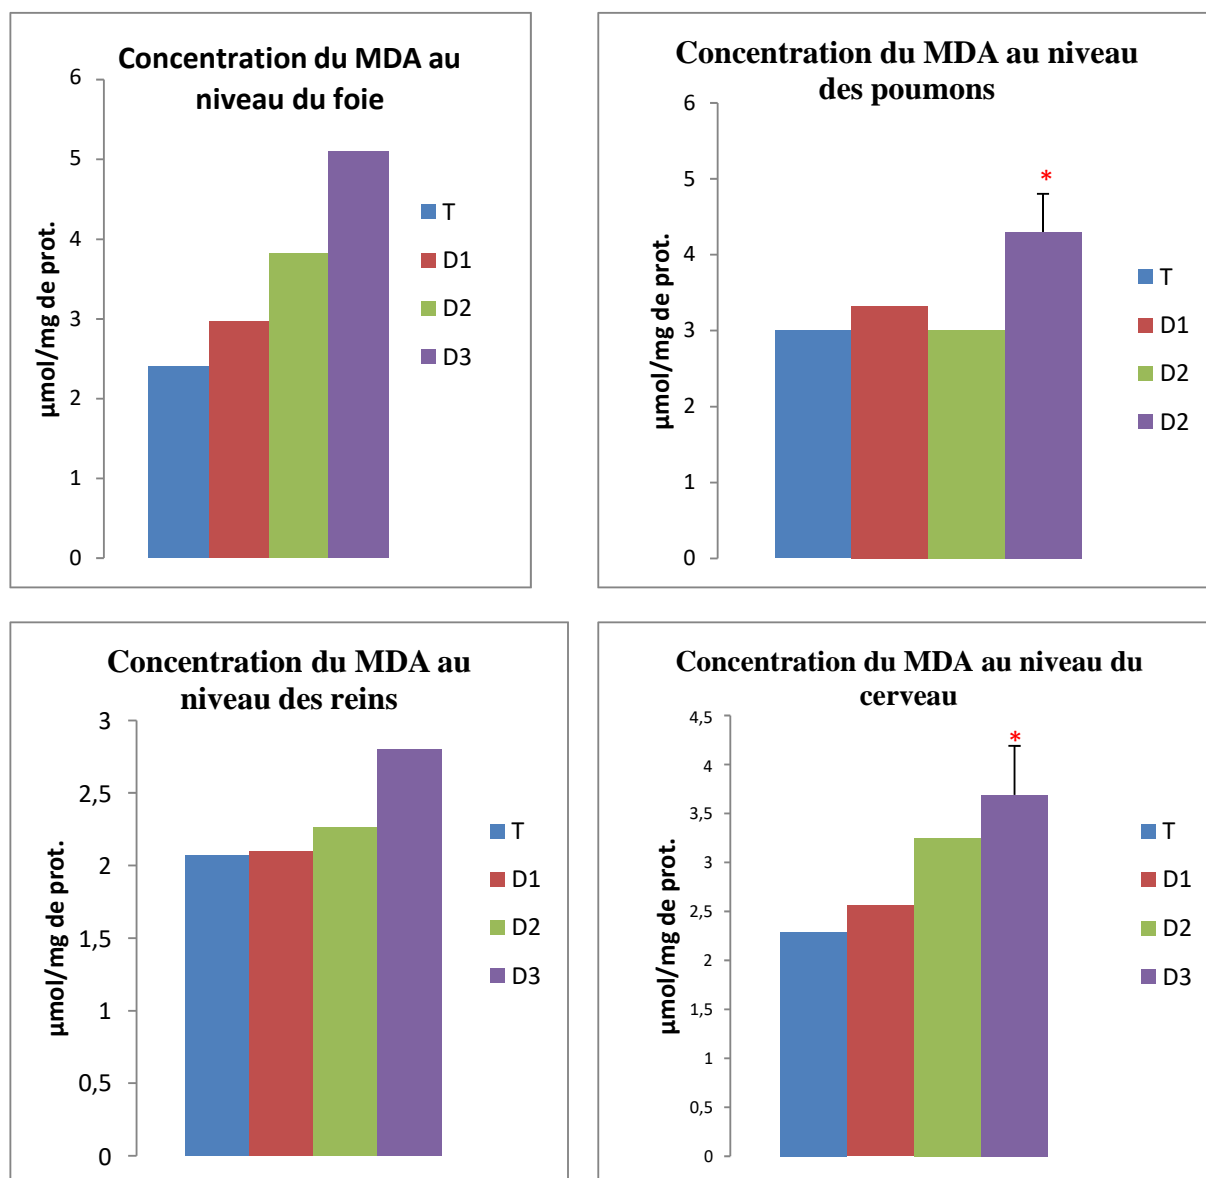 Concentration du MDA au
niveau du foie
6
5
4
3
2
1
0
µmol/mg de prot.
T
D1
D2
D3
Concentration du MDA au niveau
des poumons
6
5
4
3
2
1
0
µmol/mg de prot.
*
T
D1
D2
D2
Concentration du MDA au
niveau des reins
3
2,5
2
1,5
1
0,5
0
µmol/mg de prot.
T
D1
D2
D3
Concentration du MDA au niveau du
cerveau
4,5
4
3,5
3
2,5
2
1,5
1
0,5
0
µmol/mg de prot.
*
T
D1
D2
D3